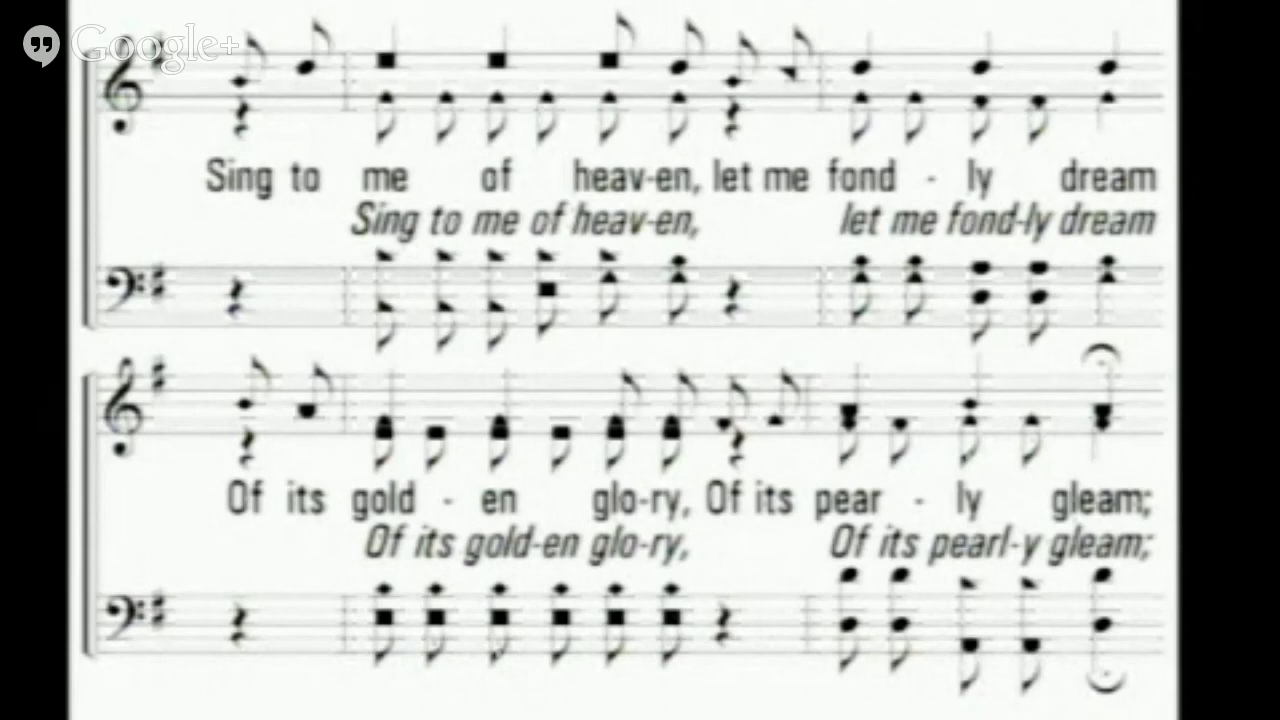 Google+
Sing to me of heav-en, let me fond - ly dream
Sing to me of heav-en, let me fond-ly dream
Of its gold - en glo-ry, Of its pear - ly gleam;
Of its gold-en glo-ry, Of its pearl-y gleam;